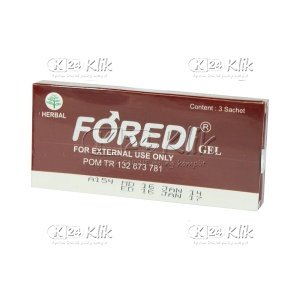 K24 Klik
K24 Klik
HERBAL
Content : 3 Sachet
FOREDI®
GEL
FOR EXTERNAL USE ONLY
POM TR 132 673 781
A154 MD 16 JAN 14
ED 16 JAN 17
K24 Klik
K24 Klik